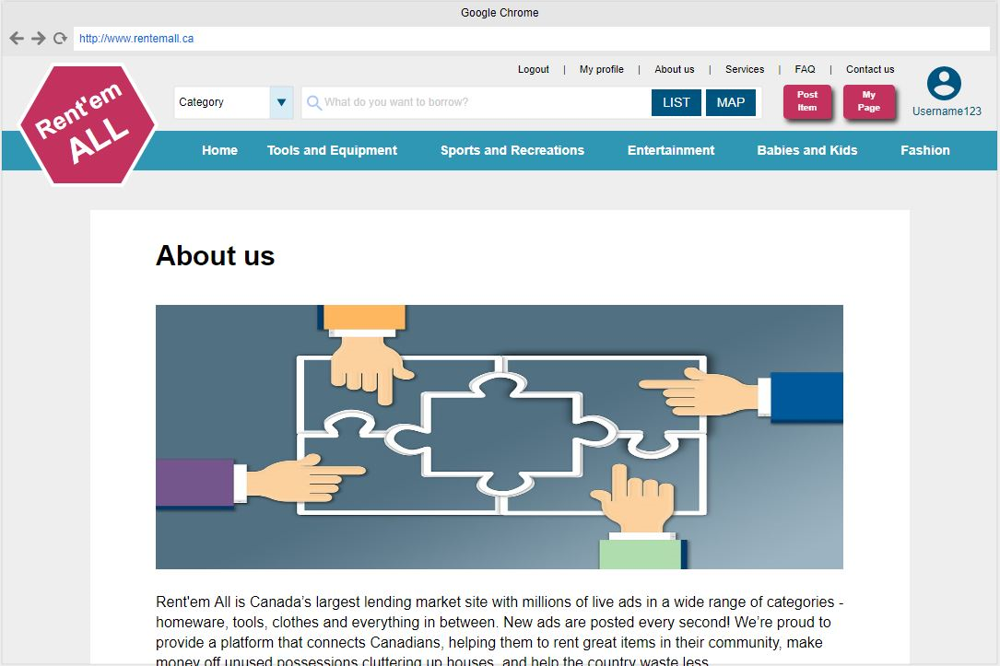 Google Chrome
http://www.rentemall.ca
Logout | My profile | About us | Services | FAQ | Contact us
Rent'em
ALL
Category
What do you want to borrow?
LIST
MAP
Post
Item
My
Page
Username123
Home Tools and Equipment Sports and Recreations Entertainment Babies and Kids Fashion
About us
Rent'em All is Canada’s largest lending market site with millions of live ads in a wide range of categories -
homeware, tools, clothes and everything in between. New ads are posted every second! We’re proud to
provide a platform that connects Canadians, helping them to rent great items in their community, make
money off unused possessions cluttering up houses, and help the country waste less